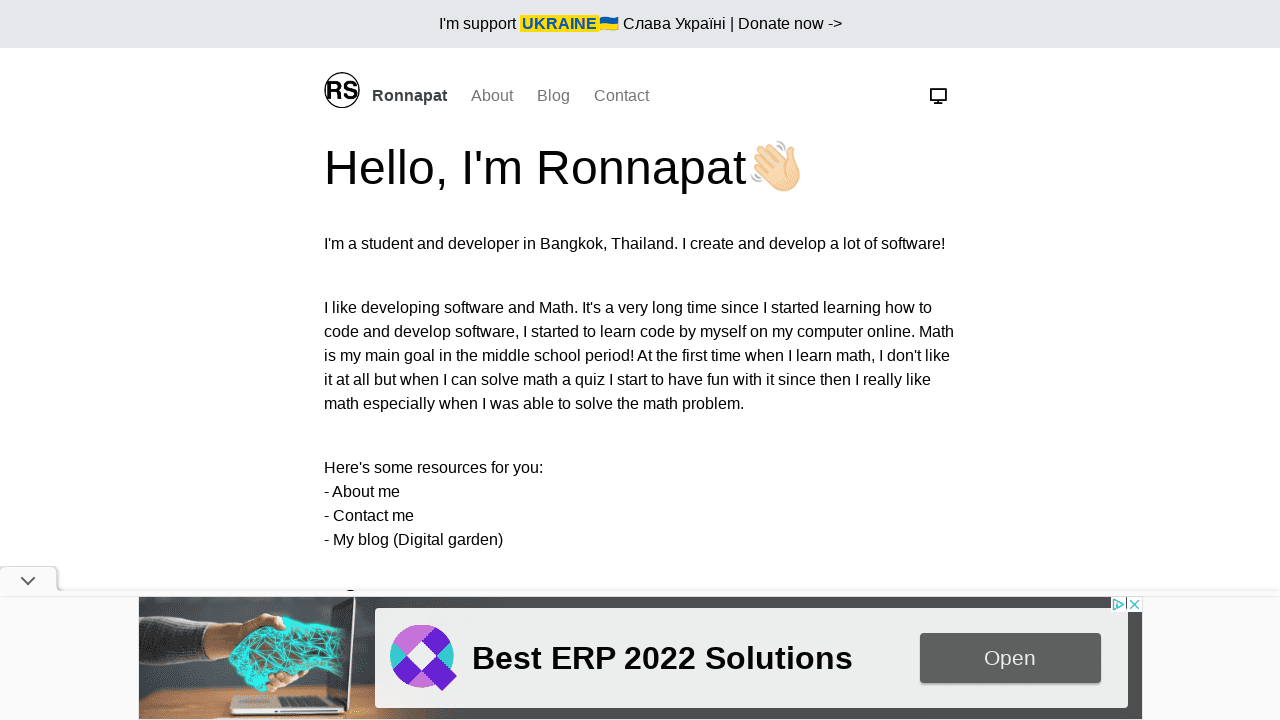 I'm support UKRAINE🇺🇦 Слава Україні | Donate now ->
RS Ronnapat About Blog Contact
Hello, I'm Ronnapat👋🏻
I'm a student and developer in Bangkok, Thailand. I create and develop a lot of software!
I like developing software and Math. It's a very long time since I started learning how to
code and develop software, I started to learn code by myself on my computer online. Math
is my main goal in the middle school period! At the first time when I learn math, I don't like
it at all but when I can solve math a quiz I start to have fun with it since then I really like
math especially when I was able to solve the math problem.
Here's some resources for you:
- About me
- Contact me
- My blog (Digital garden)
Best ERP 2022 Solutions
Open